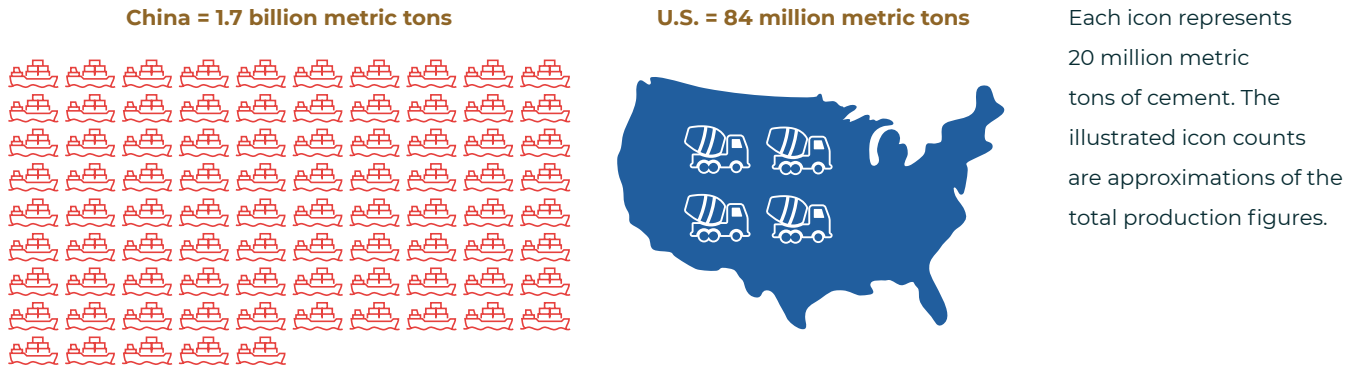 China = 1.7 billion metric tons
U.S. = 84 million metric tons
Each icon represents
20 million metric
tons of cement. The
illustrated icon counts
are approximations of the
total production figures.